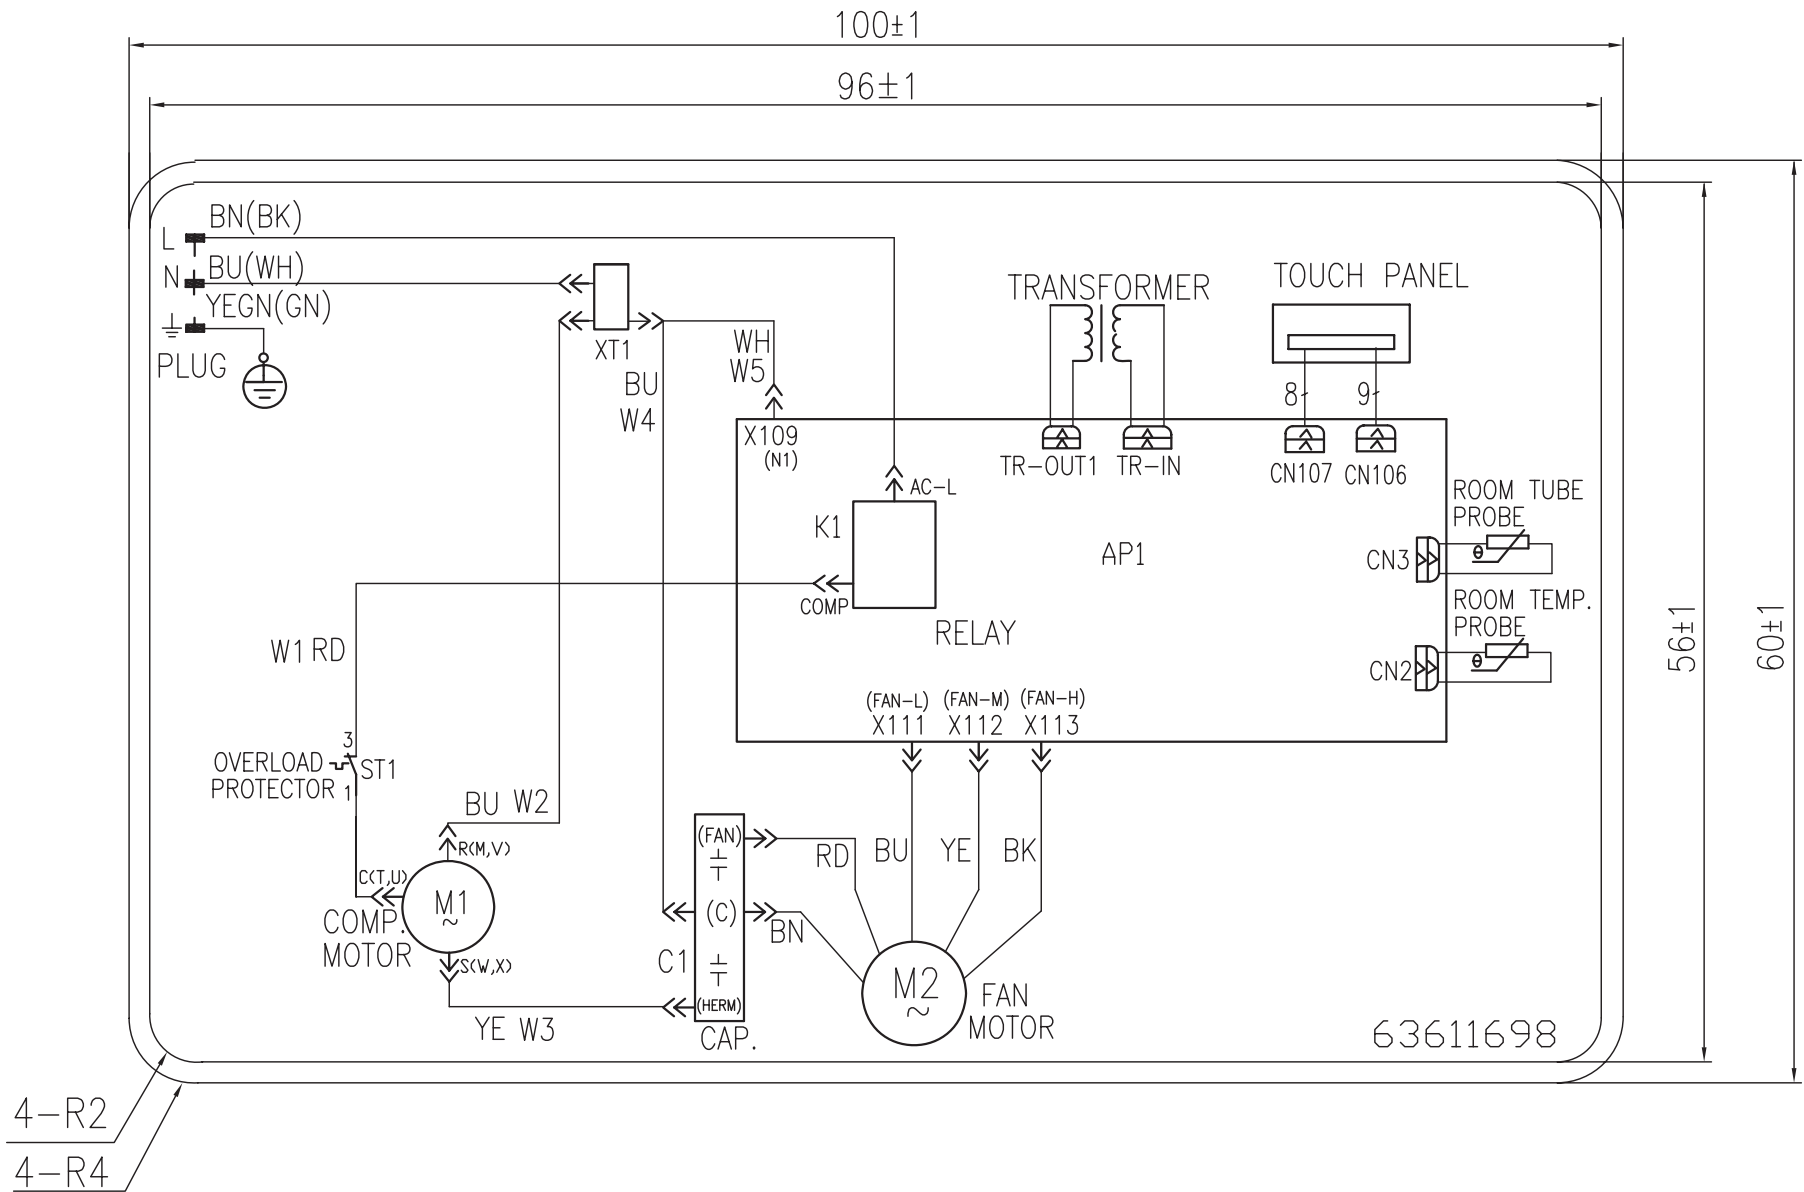 100±1
96±1
BN(BK)
L
BU(WH)
N
YEGN(GN)
PLUG
XT1
BU
W4
WH
W5
TRANSFORMER
TOUCH PANEL
8
9
X109
(N1)
TR-OUT1
TR-IN
CN107
CN106
AC-L
K1
COMP
RELAY
AP1
ROOM TUBE
PROBE
CN3
θ
ROOM TEMP.
PROBE
CN2
θ
56±1
60±1
W1 RD
(FAN-L)
(FAN-M)
(FAN-H)
X111
X112
X113
3
OVERLOAD
PROTECTOR
ST1
1
BU W2
R(M,V)
C(T,U)
M1
~
COMP.
MOTOR
S(W,X)
YE W3
(FAN)
(C)
C1
(HERM)
CAP.
RD
BU
YE
BK
BN
M2
~
FAN
MOTOR
63611698
4-R2
4-R4